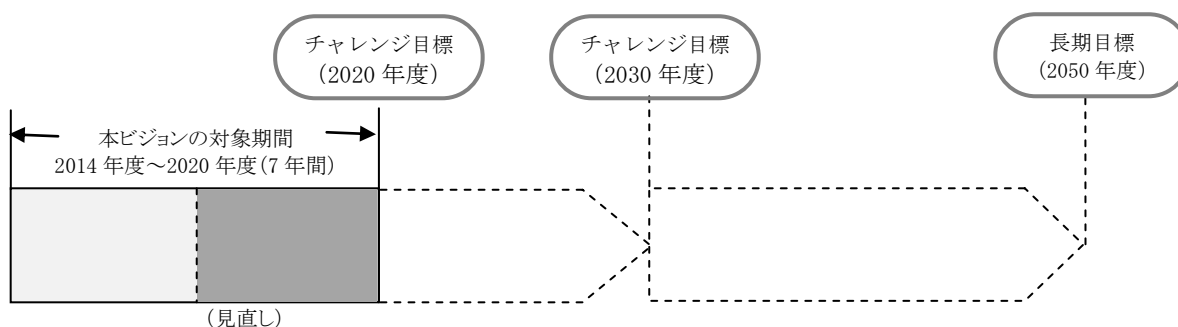 チャレンジ目標
(2020 年度)
チャレンジ目標
(2030 年度)
長期目標
(2050 年度)
本ビジョンの対象期間
2014 年度～2020 年度(7 年間)
(見直し)